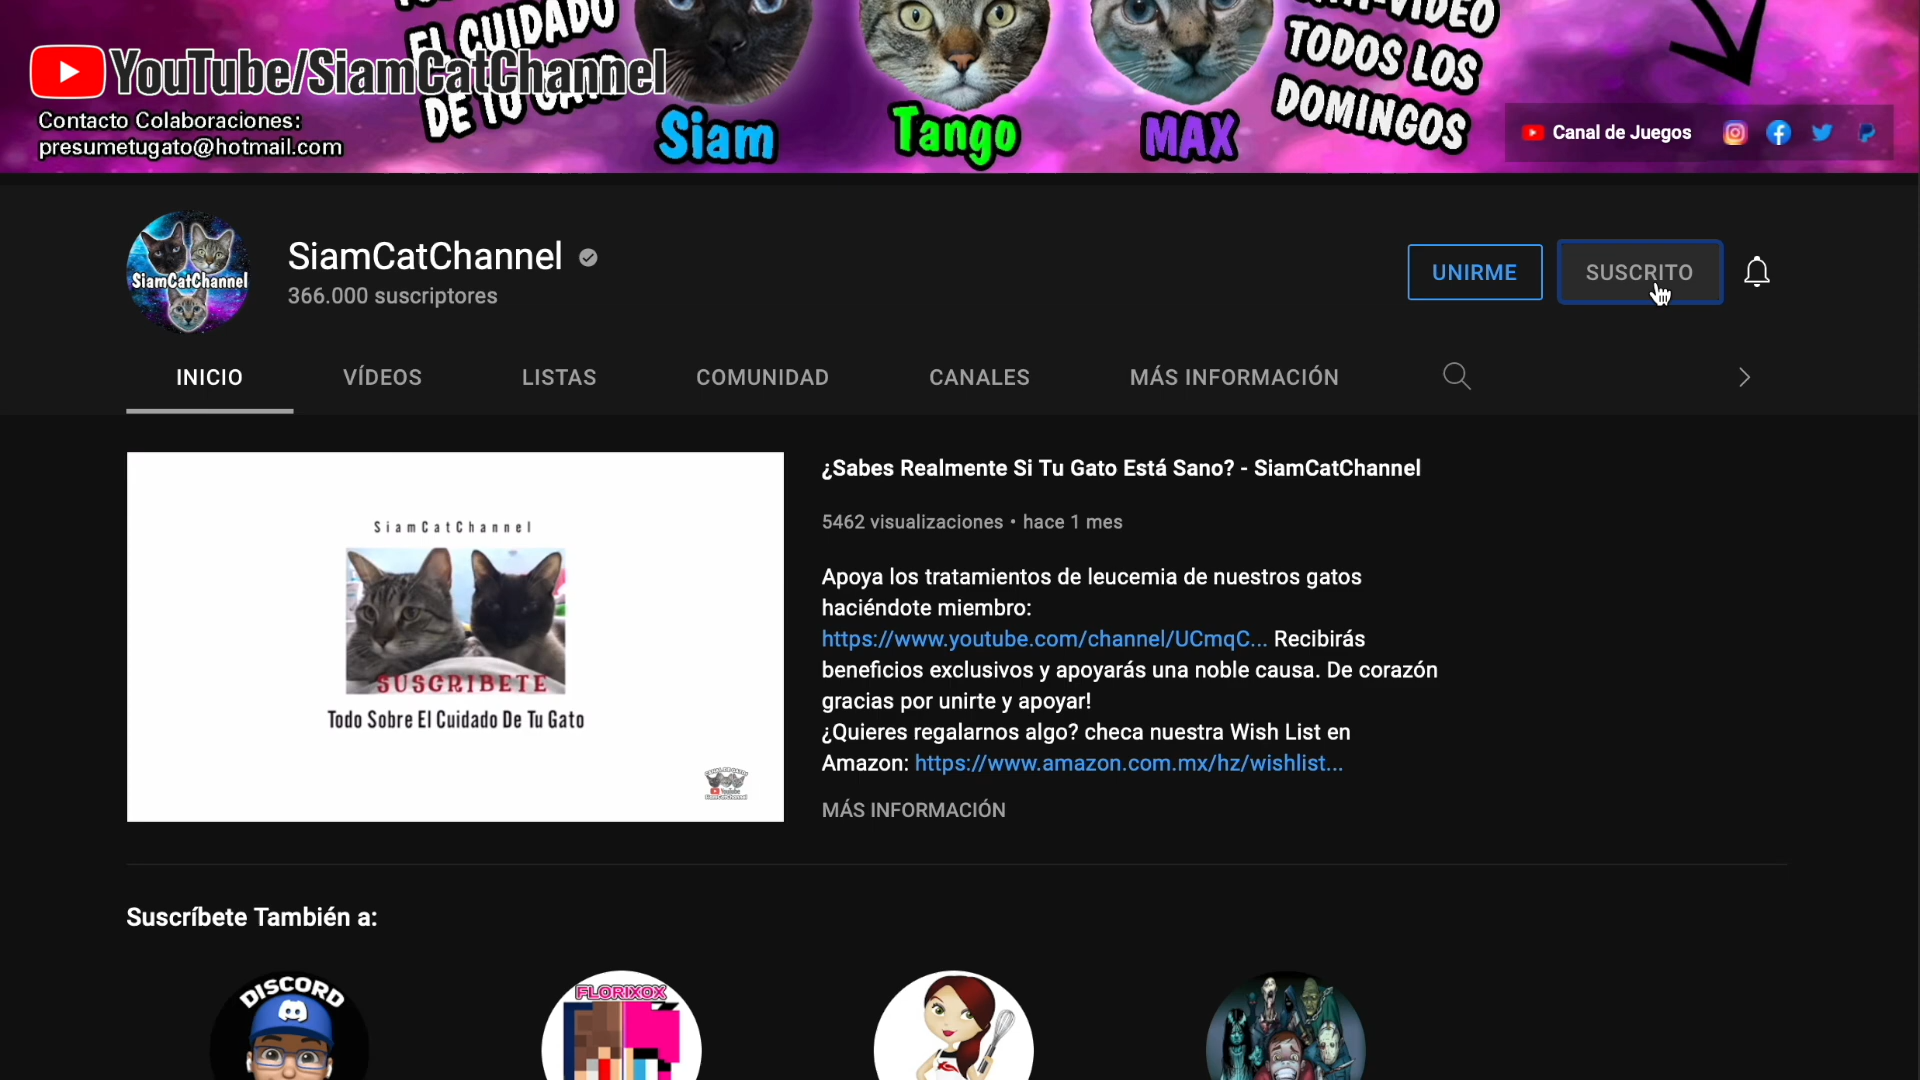 EL CUIDADO
DE TU GATO
VIDEO
TODOS LOS
DOMINGOS
YouTube/SiamCatChannel
Contacto Colaboraciones:
presumetugato@hotmail.com
Siam
Tango
MAX
Canal de Juegos
SiamCatChannel
SiamCatChannel
366.000 suscriptores
UNIRME
SUSCRITO
INICIO
VÍDEOS
LISTAS
COMUNIDAD
CANALES
MÁS INFORMACIÓN
SiamCatChannel
SUSCRIBETE
Todo Sobre El Cuidado De Tu Gato
¿Sabes Realmente Si Tu Gato Está Sano? - SiamCatChannel
5462 visualizaciones • hace 1 mes
Apoya los tratamientos de leucemia de nuestros gatos
haciéndote miembro:
https://www.youtube.com/channel/UCmqC... Recibirás
beneficios exclusivos y apoyarás una noble causa. De corazón
gracias por unirte y apoyar!
¿Quieres regalarnos algo? checa nuestra Wish List en
Amazon: https://www.amazon.com.mx/hz/wishlist...
MÁS INFORMACIÓN
Suscríbete También a:
DISCORD
FLORIXOX